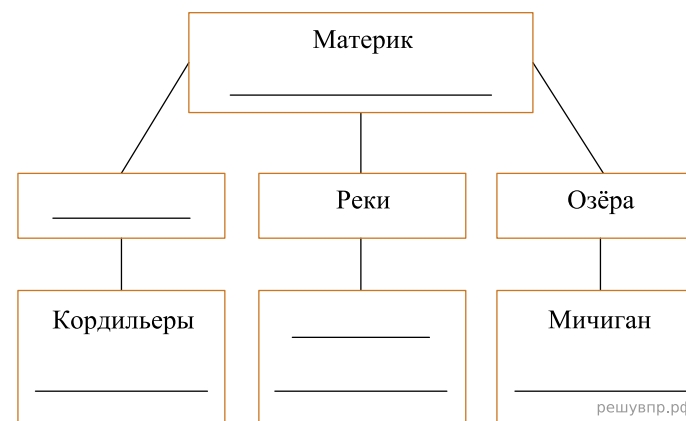 Материк
Реки
Озёра
Кордильеры
Мичиган
решувпр.рф